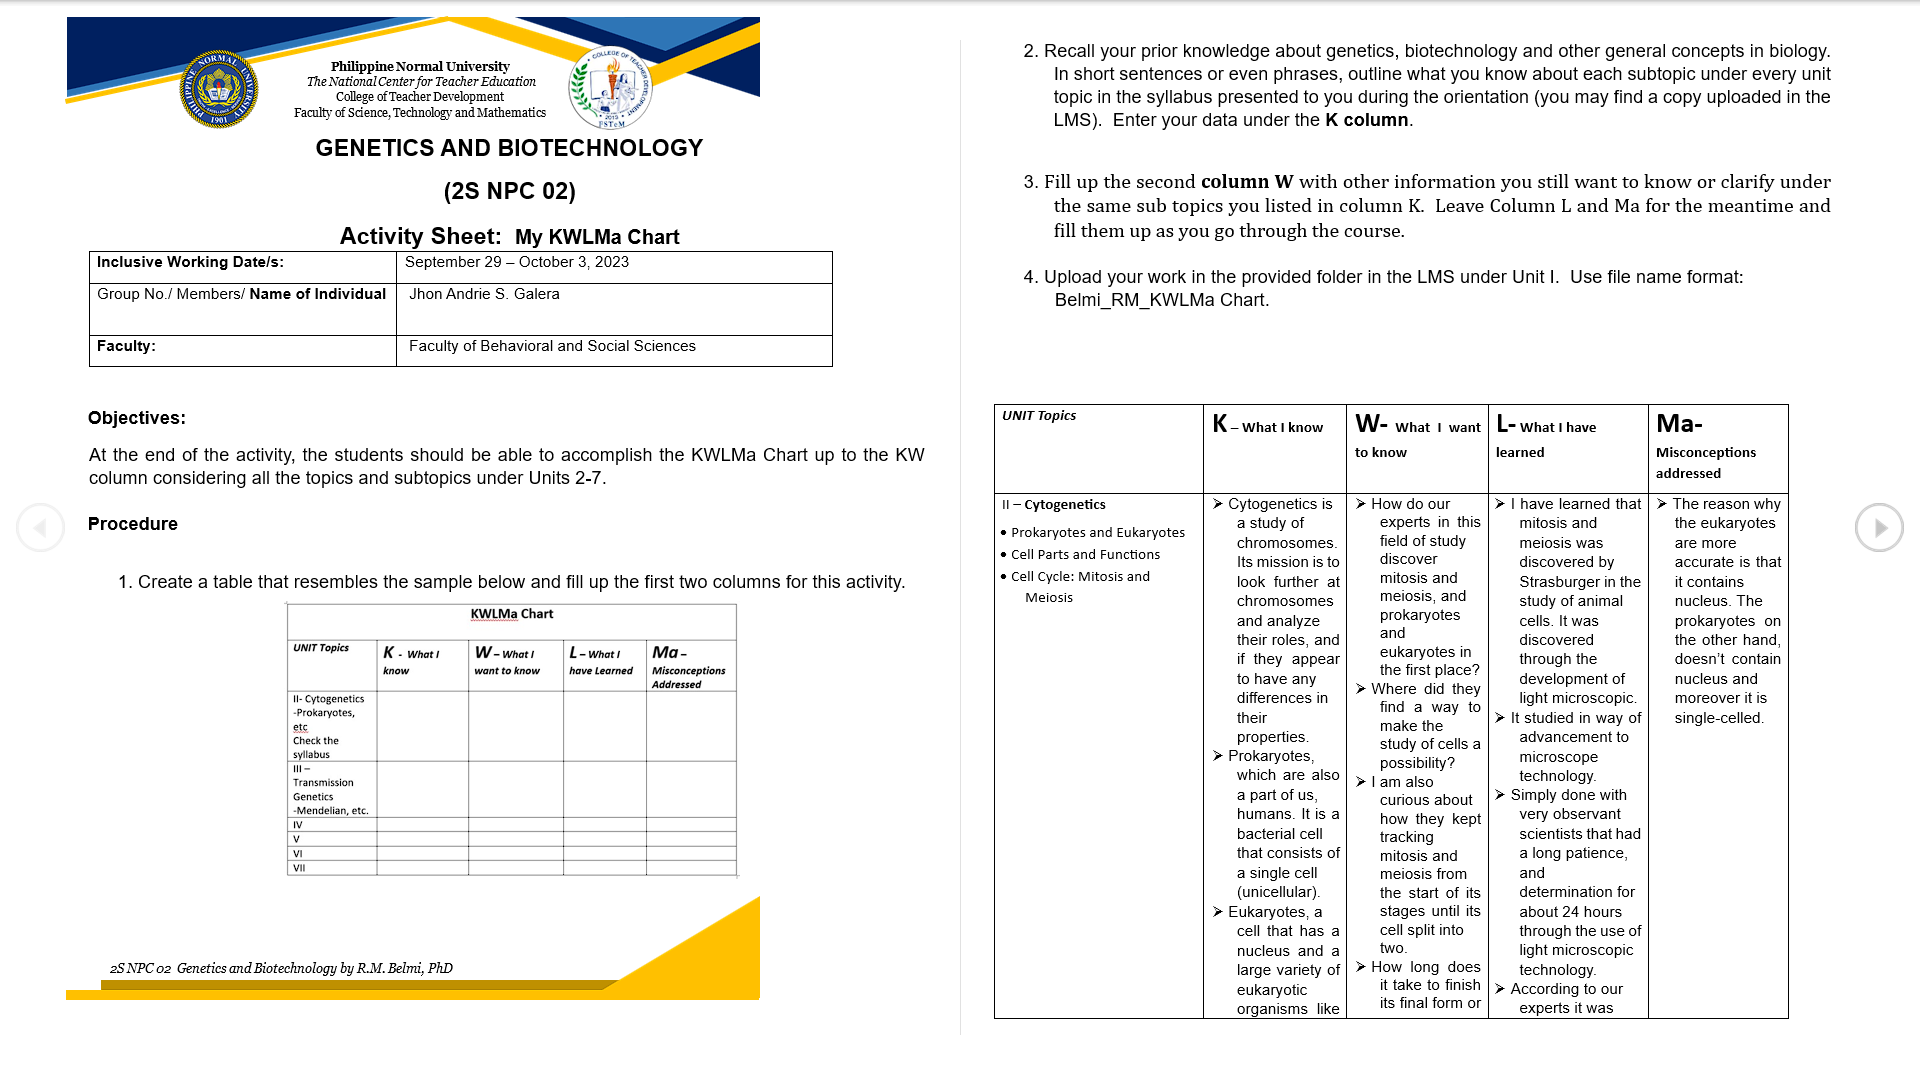 Philippine Normal University
The National Center for Teacher Education
College of Teacher Development
Faculty of Science, Technology and Mathematics
PHILIPPINE NORMAL UNIVERSITY
1901
COLLEGE OF TEACHER DEVELOPMENT
2015
FSTeM
GENETICS AND BIOTECHNOLOGY
(2S NPC 02)
Activity Sheet: My KWLMa Chart
Inclusive Working Date/s: September 29 – October 3, 2023
Group No./ Members/ Name of Individual Jhon Andrie S. Galera
Faculty: Faculty of Behavioral and Social Sciences
Objectives:
At the end of the activity, the students should be able to accomplish the KWLMa Chart up to the KW
column considering all the topics and subtopics under Units 2-7.
Procedure
1. Create a table that resembles the sample below and fill up the first two columns for this activity.
KWLMa Chart
UNIT Topics
K - What I
know
W – What I
want to know
L – What I
have Learned
Ma –
Misconceptions
Addressed
II- Cytogenetics
-Prokaryotes,
etc
Check the
syllabus
III –
Transmission
Genetics
-Mendelian, etc.
IV
V
VI
VII
2S NPC 02 Genetics and Biotechnology by R.M. Belmi, PhD
2. Recall your prior knowledge about genetics, biotechnology and other general concepts in biology.
In short sentences or even phrases, outline what you know about each subtopic under every unit
topic in the syllabus presented to you during the orientation (you may find a copy uploaded in the
LMS). Enter your data under the K column.
3. Fill up the second column W with other information you still want to know or clarify under
the same sub topics you listed in column K. Leave Column L and Ma for the meantime and
fill them up as you go through the course.
4. Upload your work in the provided folder in the LMS under Unit I. Use file name format:
Belmi_RM_KWLMa Chart.
UNIT Topics
K – What I know
W- What I want
to know
L- What I have
learned
Ma-
Misconceptions
addressed
II – Cytogenetics
• Prokaryotes and Eukaryotes
• Cell Parts and Functions
• Cell Cycle: Mitosis and
Meiosis
➢ Cytogenetics is
a study of
chromosomes.
Its mission is to
look further at
chromosomes
and analyze
their roles, and
if they appear
to have any
differences in
their
properties.
➢ Prokaryotes,
which are also
a part of us,
humans. It is a
bacterial cell
that consists of
a single cell
(unicellular).
➢ Eukaryotes, a
cell that has a
nucleus and a
large variety of
eukaryotic
organisms like
➢ How do our
experts in this
field of study
discover
mitosis and
meiosis, and
prokaryotes
and
eukaryotes in
the first place?
➢ Where did they
find a way to
make the
study of cells a
possibility?
➢ I am also
curious about
how they kept
tracking
mitosis and
meiosis from
the start of its
stages until its
cell split into
two.
➢ How long does
it take to finish
its final form or
➢ I have learned that
mitosis and
meiosis was
discovered by
Strasburger in the
study of animal
cells. It was
discovered
through the
development of
light microscopic.
➢ It studied in way of
advancement to
microscope
technology.
➢ Simply done with
very observant
scientists that had
a long patience,
and
determination for
about 24 hours
through the use of
light microscopic
technology.
➢ According to our
experts it was
➢ The reason why
the eukaryotes
are more
accurate is that
it contains
nucleus. The
prokaryotes on
the other hand,
doesn't contain
nucleus and
moreover it is
single-celled.